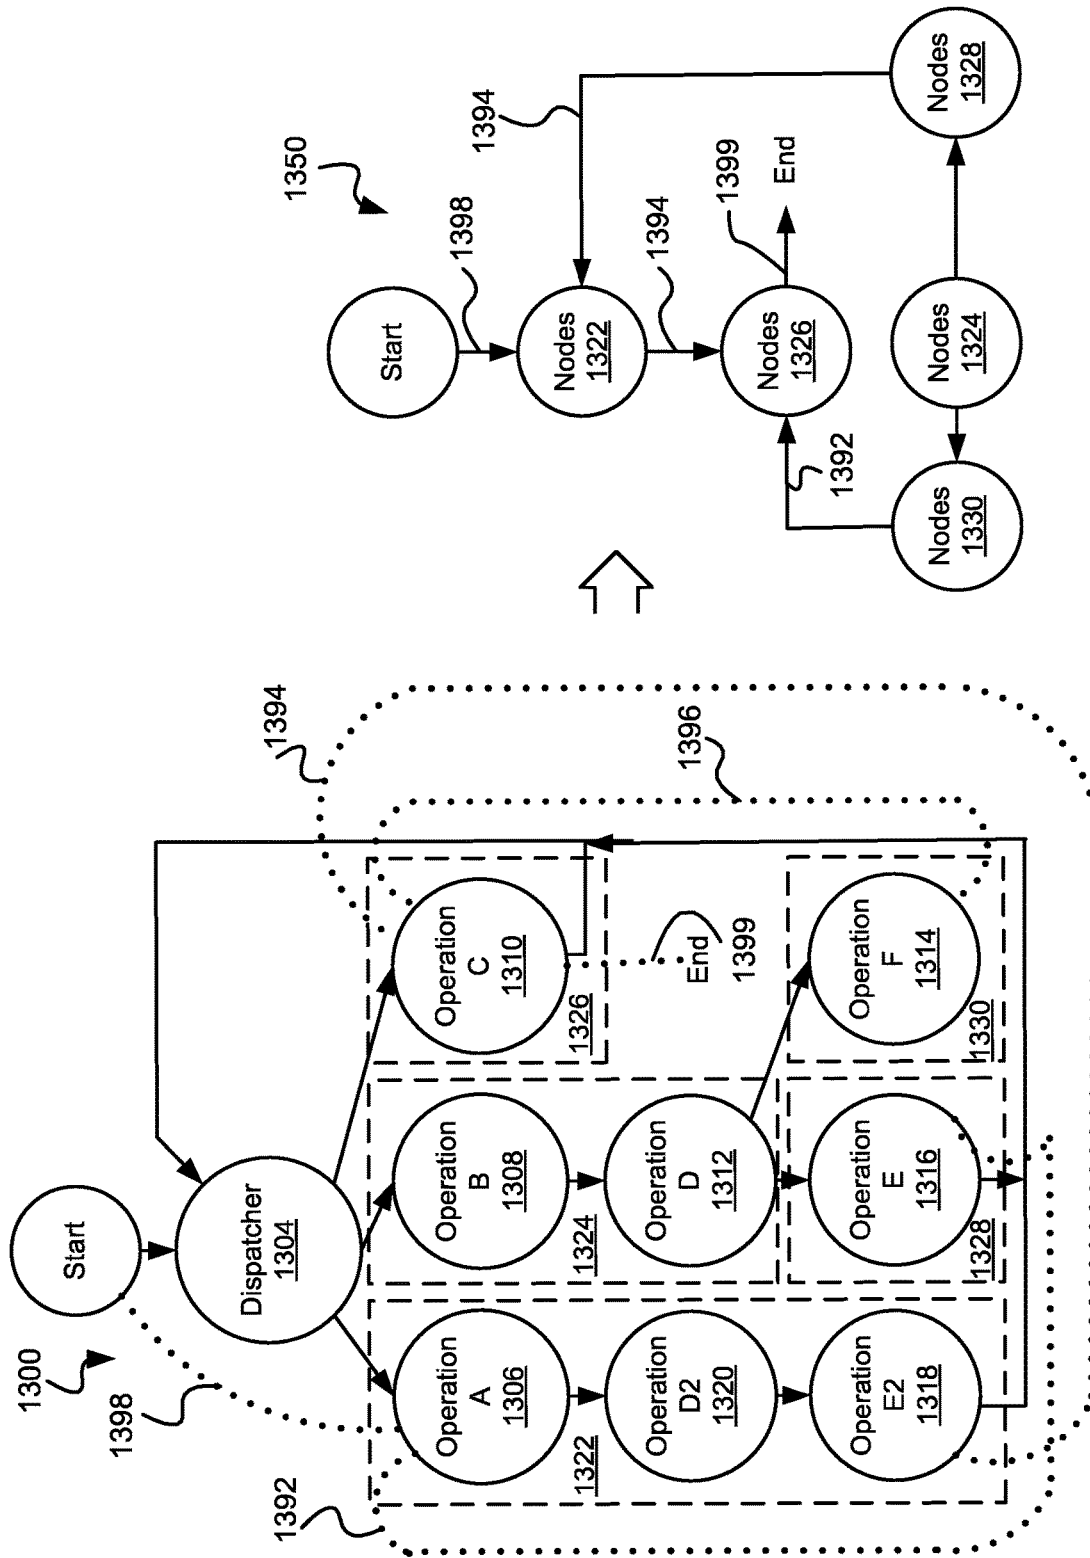 1300
Start
1398
1392
Dispatcher
1304
1394
Operation
A
1306
Operation
B
1308
Operation
C
1310
1322
1324
1326
Operation
D2
1320
Operation
D
1312
End
1399
1396
Operation
E2
1318
Operation
E
1316
1328
Operation
F
1314
1330
1350
Start
1398
1394
Nodes
1322
1394
Nodes
1326
1399
End
1392
Nodes
1330
Nodes
1324
Nodes
1328